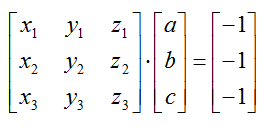 [x₁ y₁ z₁] [a] [−1]
[x₂ y₂ z₂] · [b] = [−1]
[x₃ y₃ z₃] [c] [−1]